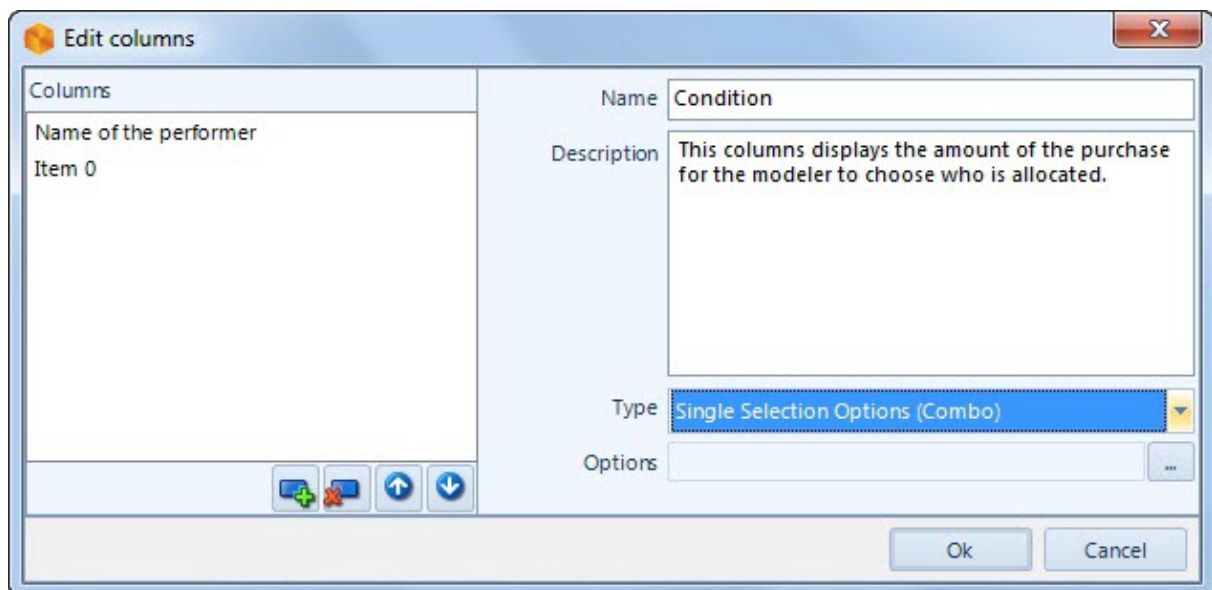 Edit columns
Columns
Name of the performer
Item 0
Name
Condition
Description
This columns displays the amount of the purchase
for the modeler to choose who is allocated.
Type
Single Selection Options (Combo)
Options
...
Ok
Cancel